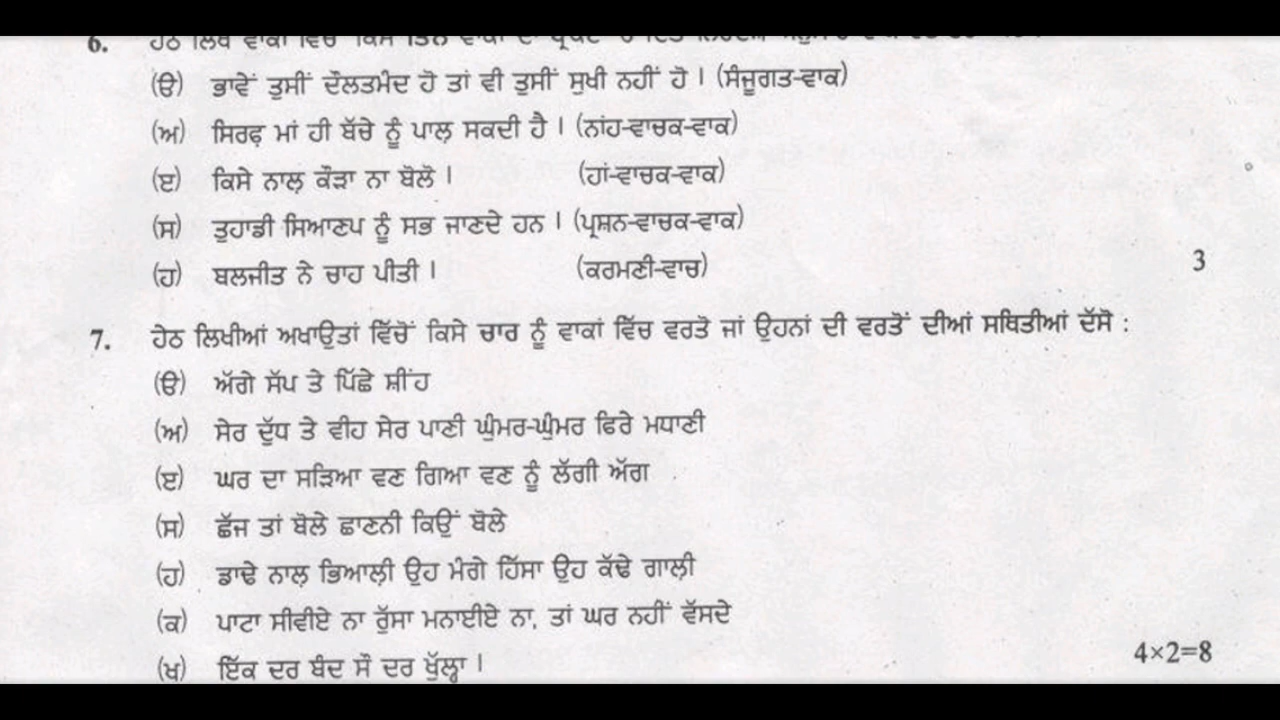 6. ਹੇਠ ਲਿਖੇ ਵਾਕਾਂ ਵਿੱਚੋਂ ਕਿਸੇ ਤਿੰਨ ਵਾਕਾਂ ਦਾ
(ੳ) ਭਾਵੇਂ ਤੁਸੀਂ ਦੌਲਤਮੰਦ ਹੋ ਤਾਂ ਵੀ ਤੁਸੀਂ ਸੁਖੀ ਨਹੀਂ ਹੋ । (ਸੰਜੂਗਤ-ਵਾਕ)
(ਅ) ਸਿਰਫ਼ ਮਾਂ ਹੀ ਬੱਚੇ ਨੂੰ ਪਾਲ਼ ਸਕਦੀ ਹੈ । (ਨਾਂਹ-ਵਾਚਕ-ਵਾਕ)
(ੲ) ਕਿਸੇ ਨਾਲ਼ ਕੌੜਾ ਨਾ ਬੋਲੋ । (ਹਾਂ-ਵਾਚਕ-ਵਾਕ)
(ਸ) ਤੁਹਾਡੀ ਸਿਆਣਪ ਨੂੰ ਸਭ ਜਾਣਦੇ ਹਨ । (ਪ੍ਰਸ਼ਨ-ਵਾਚਕ-ਵਾਕ)
(ਹ) ਬਲਜੀਤ ਨੇ ਚਾਹ ਪੀਤੀ । (ਕਰਮਣੀ-ਵਾਚ) 3
7. ਹੇਠ ਲਿਖੀਆਂ ਅਖਾਉਤਾਂ ਵਿੱਚੋਂ ਕਿਸੇ ਚਾਰ ਨੂੰ ਵਾਕਾਂ ਵਿੱਚ ਵਰਤੋ ਜਾਂ ਉਹਨਾਂ ਦੀ ਵਰਤੋਂ ਦੀਆਂ ਸਥਿਤੀਆਂ ਦੱਸੋ :
(ੳ) ਅੱਗੇ ਸੱਪ ਤੇ ਪਿੱਛੇ ਸ਼ੀਂਹ
(ਅ) ਸੇਰ ਦੁੱਧ ਤੇ ਵੀਹ ਸੇਰ ਪਾਣੀ ਘੁੰਮਰ-ਘੁੰਮਰ ਫਿਰੇ ਮਧਾਣੀ
(ੲ) ਘਰ ਦਾ ਸੜਿਆ ਵਣ ਗਿਆ ਵਣ ਨੂੰ ਲੱਗੀ ਅੱਗ
(ਸ) ਛੱਜ ਤਾਂ ਬੋਲੇ ਛਾਣਨੀ ਕਿਉਂ ਬੋਲੇ
(ਹ) ਡਾਢੇ ਨਾਲ਼ ਭਿਆਲ਼ੀ ਉਹ ਮੰਗੇ ਹਿੱਸਾ ਉਹ ਕੱਢੇ ਗਾਲ਼ੀ
(ਕ) ਪਾਟਾ ਸੀਵੀਏ ਨਾ ਰੁੱਸਾ ਮਨਾਈਏ ਨਾ, ਤਾਂ ਘਰ ਨਹੀਂ ਵੱਸਦੇ
(ਖ) ਇੱਕ ਦਰ ਬੰਦ ਸੌ ਦਰ ਖੁੱਲ੍ਹਾ । 4×2=8